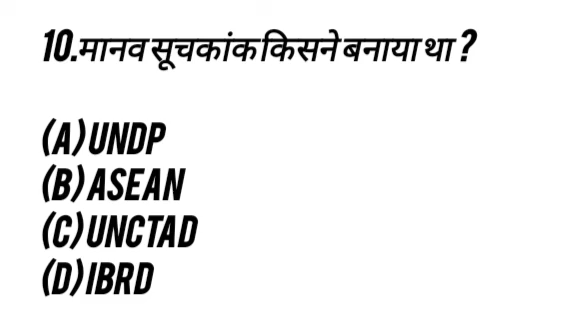 10.मानव सूचकांक किसने बनाया था ?
(A) UNDP
(B) ASEAN
(C) UNCTAD
(D) IBRD